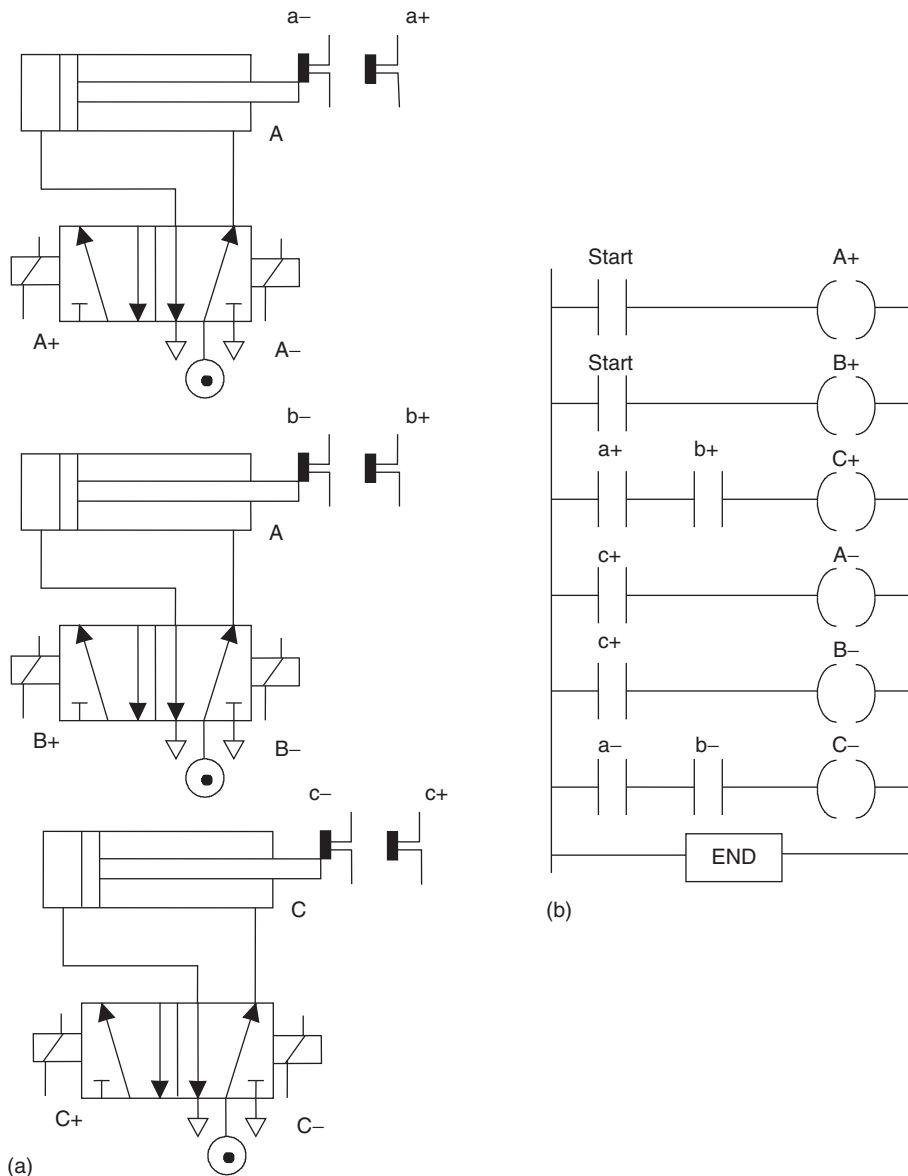 a− a+
A
A+ A−
b− b+
A
B+ B−
c− c+
C
C+ C−
(a)
Start A+
Start B+
a+ b+ C+
c+ A−
c+ B−
a− b− C−
END
(b)